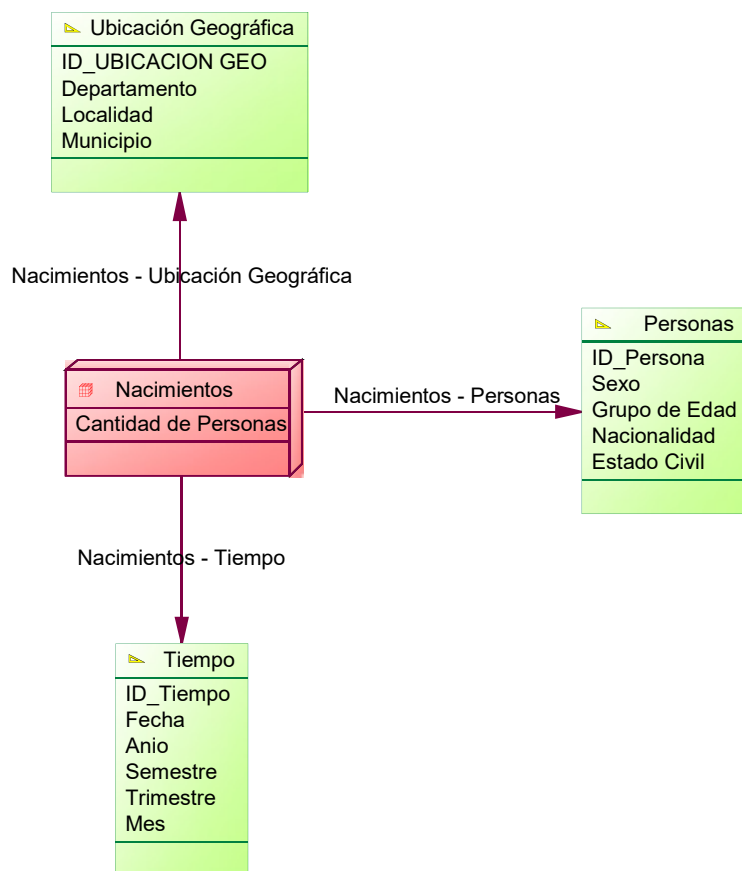 Ubicación Geográfica
ID_UBICACION GEO
Departamento
Localidad
Municipio
Nacimientos - Ubicación Geográfica
Personas
ID_Persona
Sexo
Grupo de Edad
Nacionalidad
Estado Civil
Nacimientos
Cantidad de Personas
Nacimientos - Personas
Nacimientos - Tiempo
Tiempo
ID_Tiempo
Fecha
Anio
Semestre
Trimestre
Mes